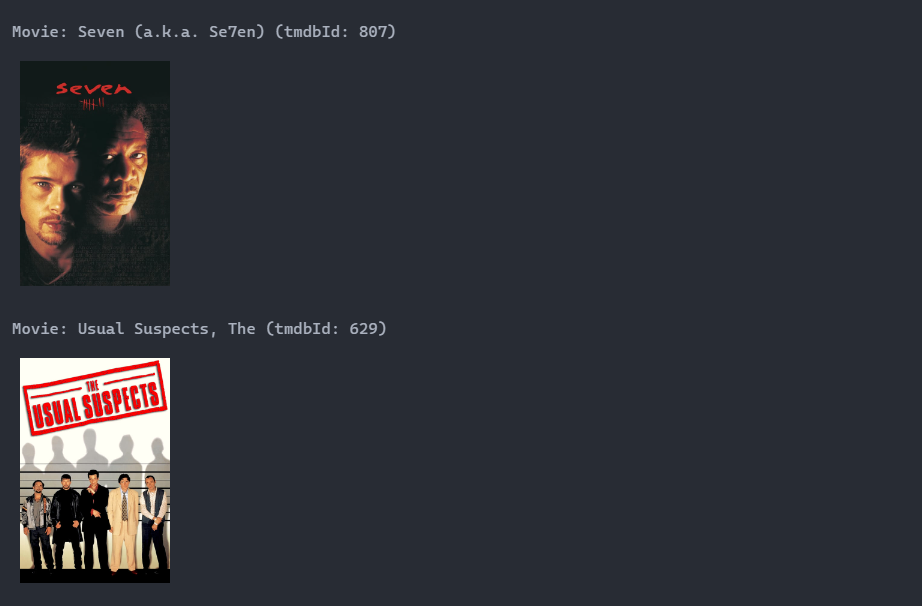 Movie: Seven (a.k.a. Se7en) (tmdbId: 807)
seven
Movie: Usual Suspects, The (tmdbId: 629)
THE
USUAL SUSPECTS